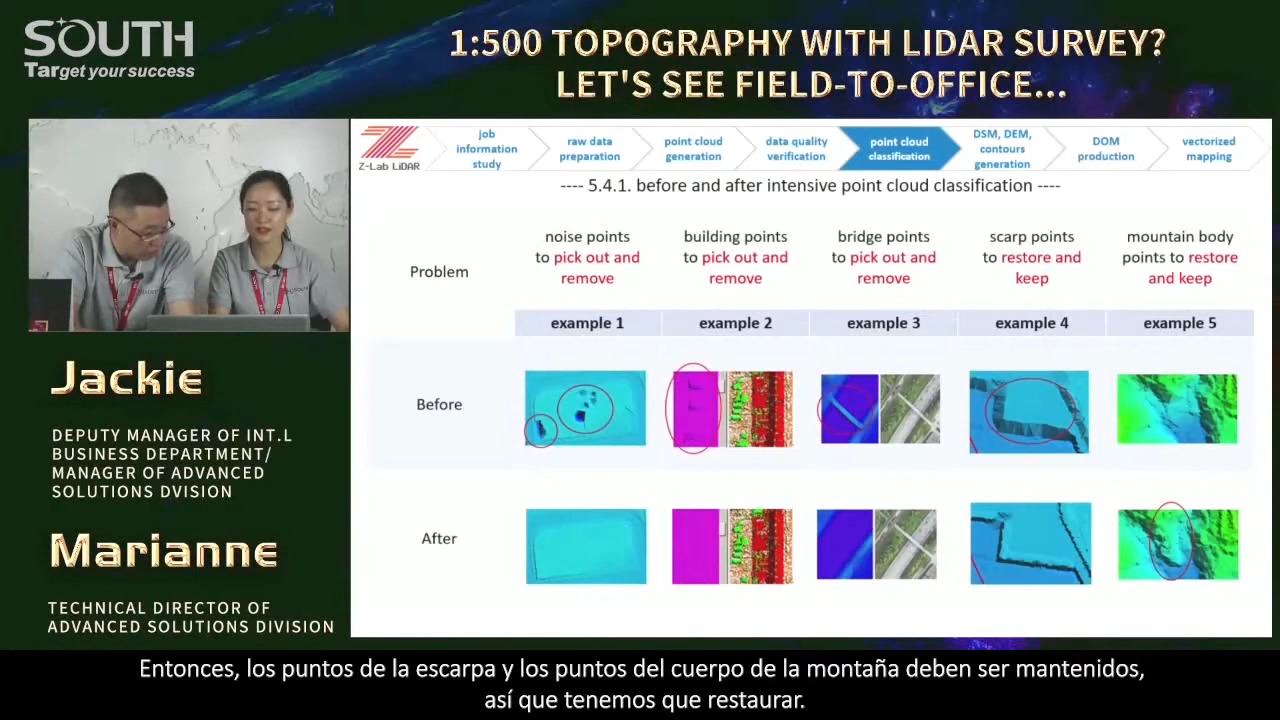 SOUTH
Target your success
1:500 TOPOGRAPHY WITH LIDAR SURVEY?
LET'S SEE FIELD-TO-OFFICE...
Z-Lab LiDAR
job
information
study
raw data
preparation
point cloud
generation
data quality
verification
point cloud
classification
DSM, DEM,
contours
generation
DOM
production
vectorized
mapping
---- 5.4.1. before and after intensive point cloud classification ----
Problem
noise points
to pick out and
remove
building points
to pick out and
remove
bridge points
to pick out and
remove
scarp points
to restore and
keep
mountain body
points to restore
and keep
example 1
example 2
example 3
example 4
example 5
Before
After
Jackie
DEPUTY MANAGER OF INT.L
BUSINESS DEPARTMENT/
MANAGER OF ADVANCED
SOLUTIONS DVISION
Marianne
TECHNICAL DIRECTOR OF
ADVANCED SOLUTIONS DIVISION
Entonces, los puntos de la escarpa y los puntos del cuerpo de la montaña deben ser mantenidos,
así que tenemos que restaurar.